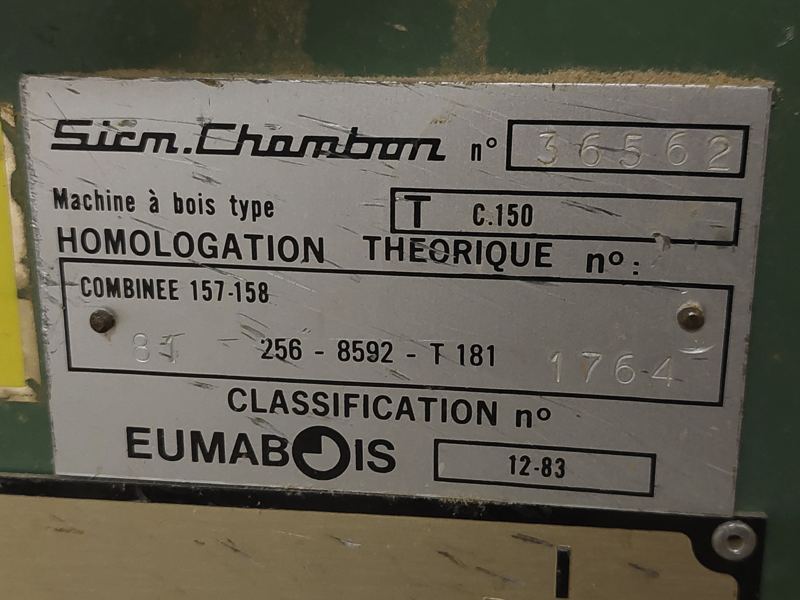 Sicm.Chambon n° 36562
Machine à bois type T C.150
HOMOLOGATION THEORIQUE n°:
COMBINEE 157-158
81 - 256 - 8592 - T 181 1764
CLASSIFICATION n°
EUMABOIS 12-83